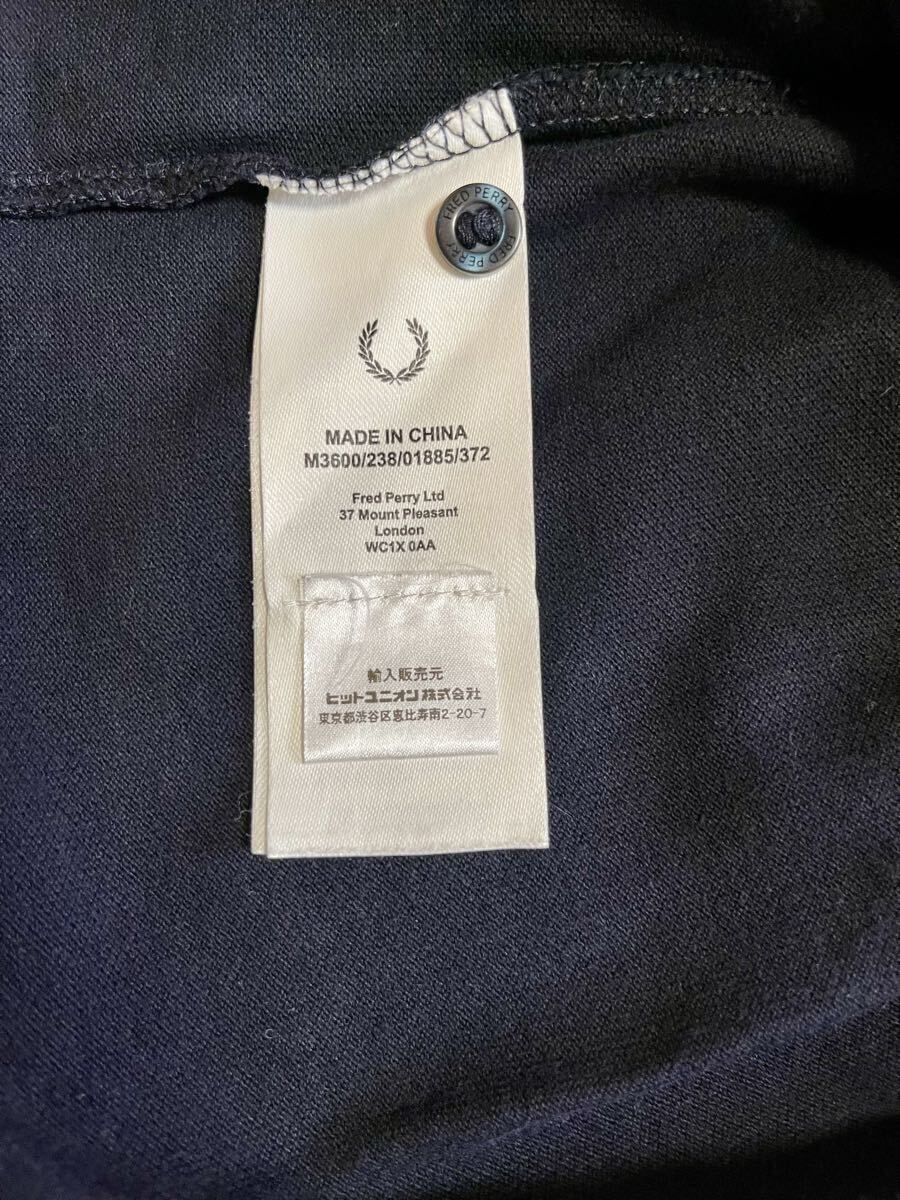 FRED PERRY
FRED PERRY
MADE IN CHINA
M3600/238/01885/372
Fred Perry Ltd
37 Mount Pleasant
London
WC1X 0AA
輸入販売元
ヒットユニオン株式会社
東京都渋谷区恵比寿南2-20-7